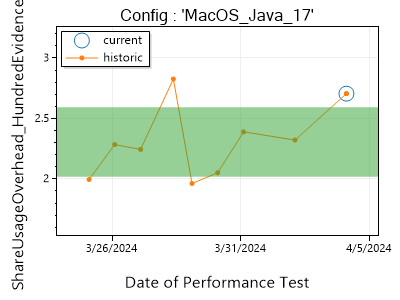 Config : 'MacOS_Java_17'
current
historic
ShareUsageOverhead_HundredEvidence
3
2.5
2
3/26/2024
3/31/2024
4/5/2024
Date of Performance Test